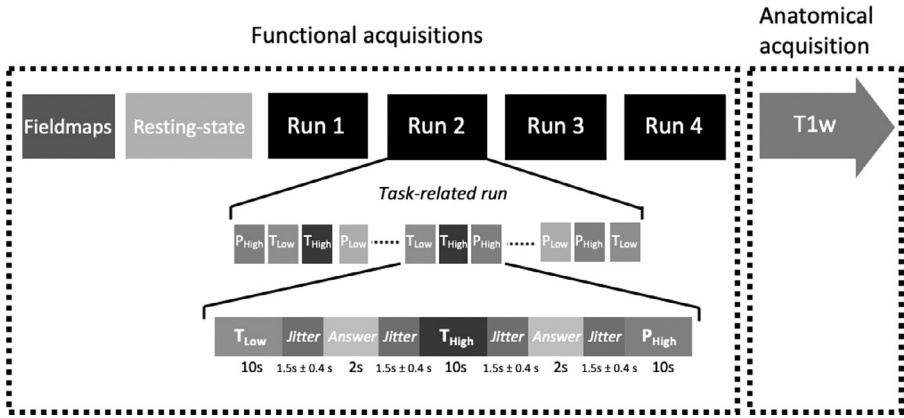 Functional acquisitions
Anatomical
acquisition
Fieldmaps Resting-state Run 1 Run 2 Run 3 Run 4 T1w
Task-related run
PHigh TLow THigh PLow TLow THigh PHigh PLow PHigh TLow
TLow Jitter Answer Jitter THigh Jitter Answer Jitter PHigh
10s 1.5s ± 0.4 s 2s 1.5s ± 0.4 s 10s 1.5s ± 0.4 s 2s 1.5s ± 0.4 s 10s